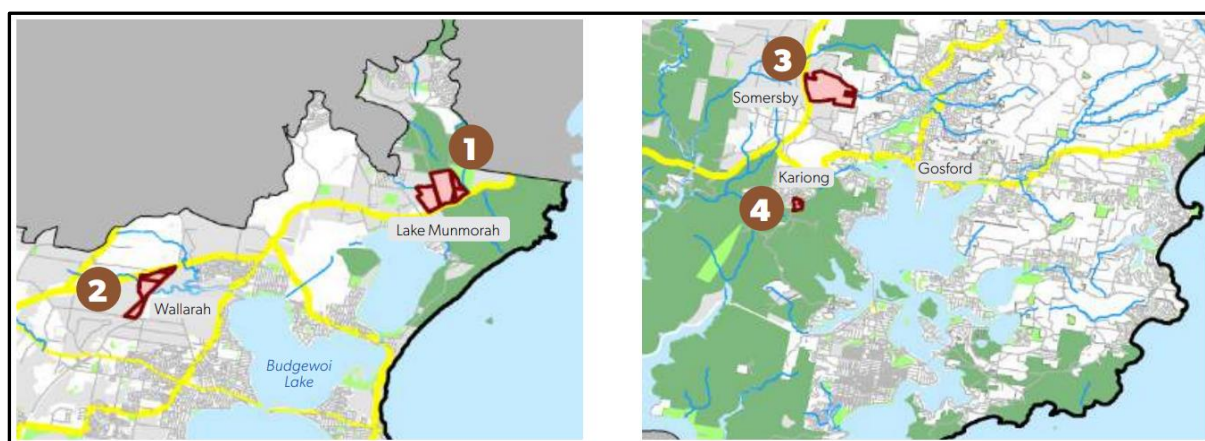 1
Lake Munmorah
2
Wallarah
Budgewoi
Lake
3
Somersby
Kariong
Gosford
4